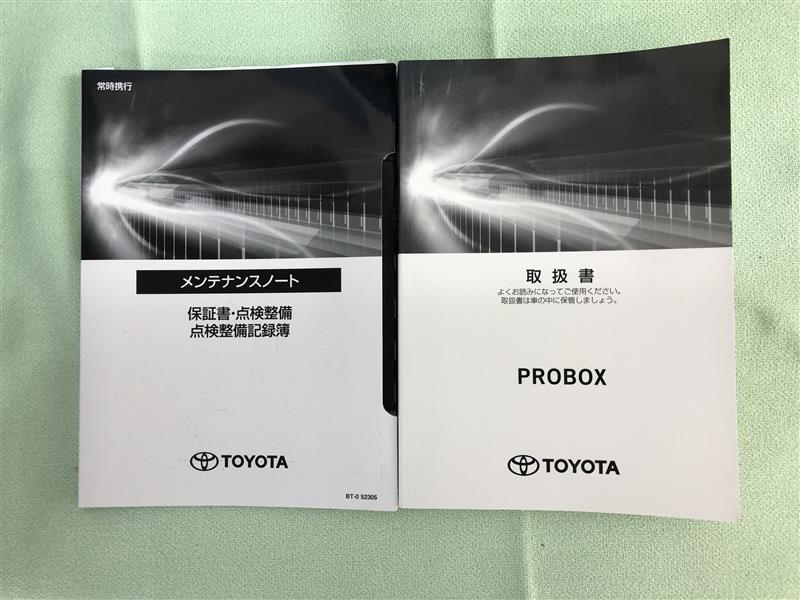 常時携行
メンテナンスノート
保証書・点検整備
点検整備記録簿
TOYOTA
BT-0 52305
取扱書
よくお読みになってご使用ください。
取扱書は車の中に保管しましょう。
PROBOX
TOYOTA